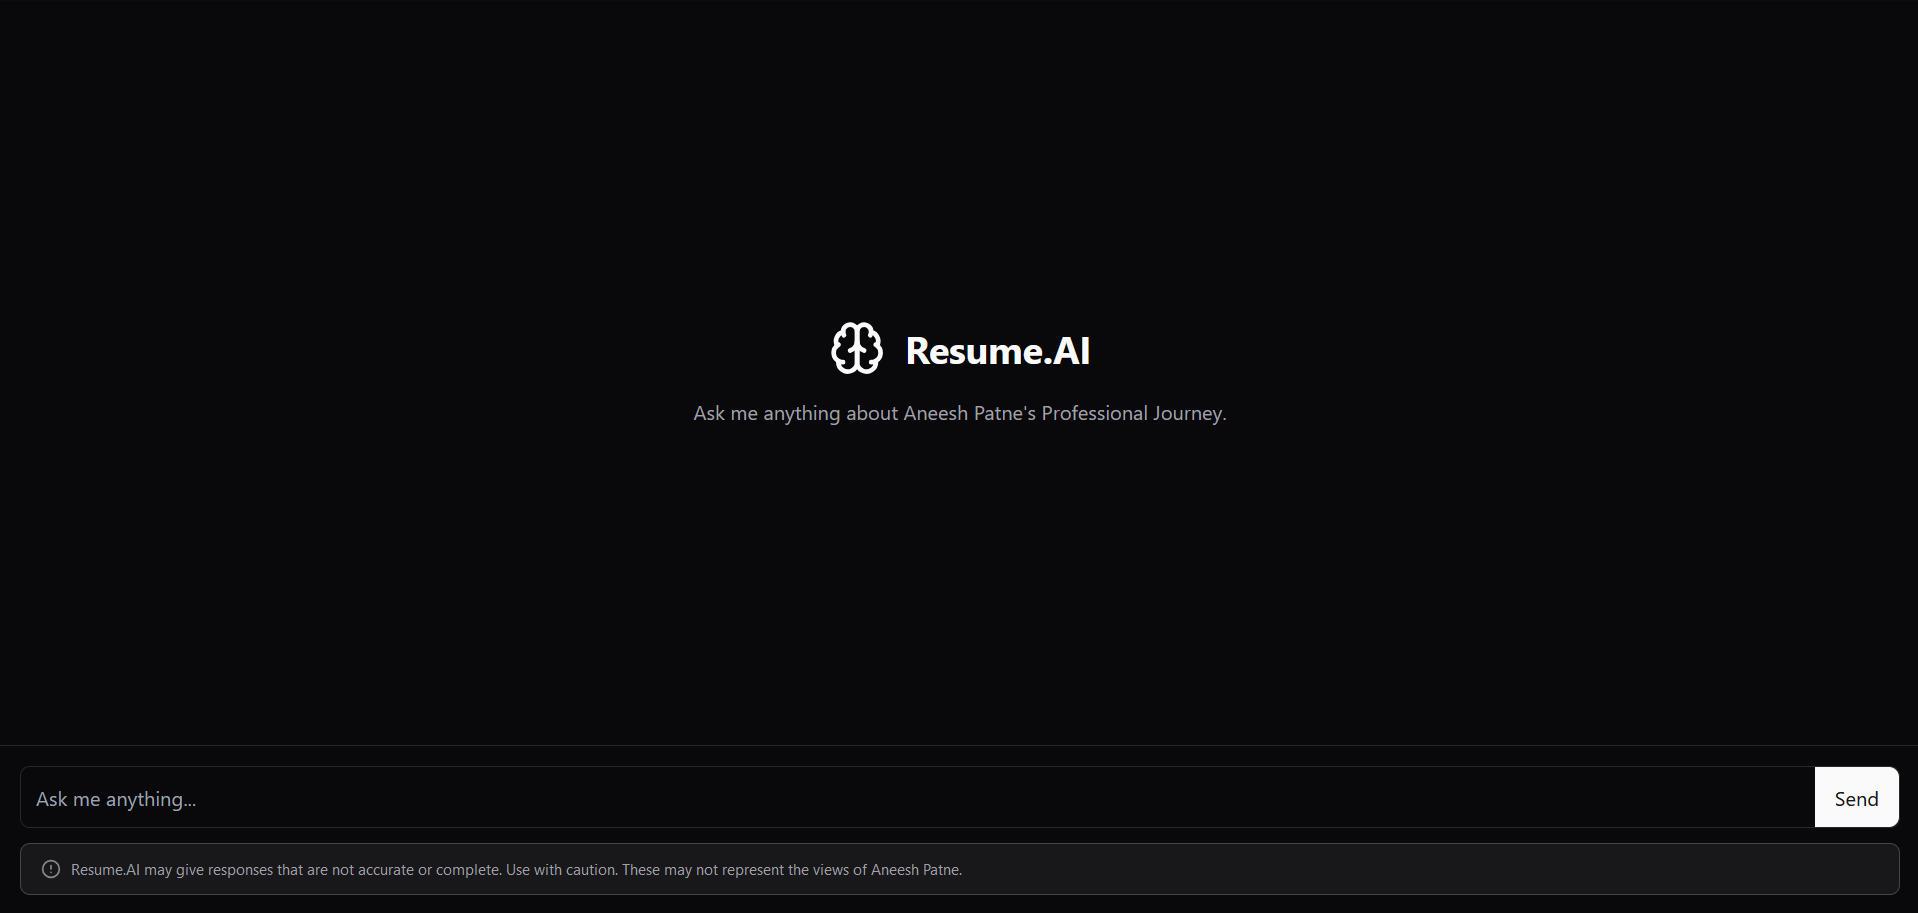 Resume.AI
Ask me anything about Aneesh Patne's Professional Journey.
Ask me anything...
Send
Resume.AI may give responses that are not accurate or complete. Use with caution. These may not represent the views of Aneesh Patne.